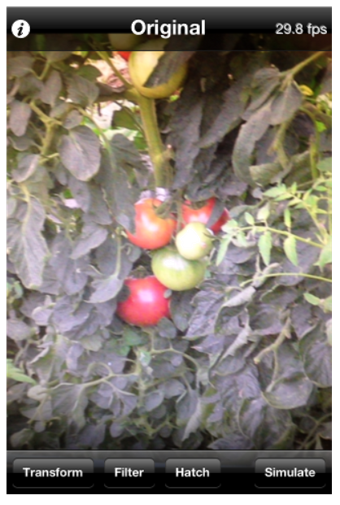 Original 29.8 fps
Transform Filter Hatch Simulate